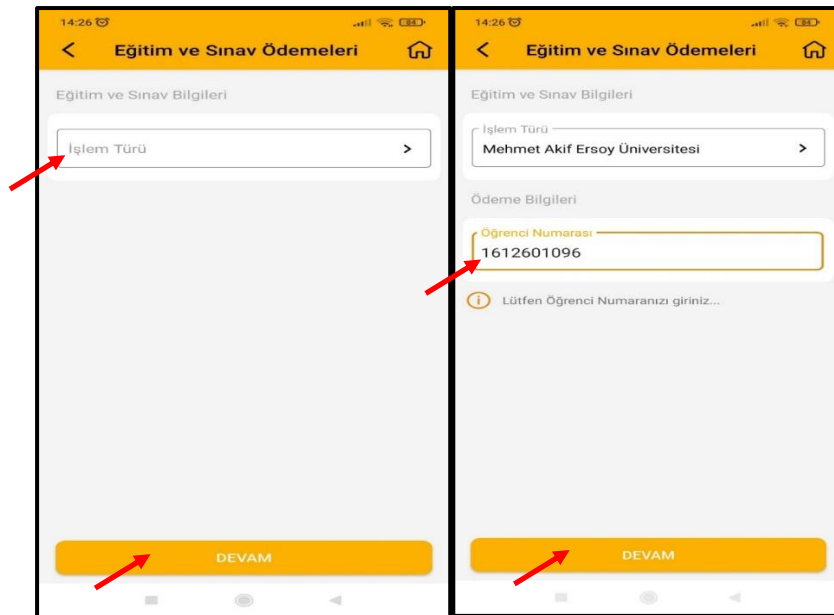 14:26
84
Eğitim ve Sınav Ödemeleri
Eğitim ve Sınav Bilgileri
İşlem Türü
DEVAM
14:26
84
Eğitim ve Sınav Ödemeleri
Eğitim ve Sınav Bilgileri
İşlem Türü
Mehmet Akif Ersoy Üniversitesi
Ödeme Bilgileri
Öğrenci Numarası
1612601096
Lütfen Öğrenci Numaranızı giriniz...
DEVAM